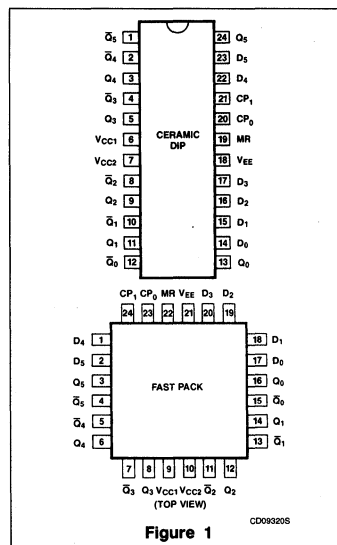 Q̅5 1 24 Q5
Q̅4 2 23 D5
Q4 3 22 D4
Q̅3 4 21 CP1
Q3 5 20 CP0
VCC1 6 CERAMIC DIP 19 MR
VCC2 7 18 VEE
Q̅2 8 17 D3
Q2 9 16 D2
Q̅1 10 15 D1
Q1 11 14 D0
Q̅0 12 13 Q0
CP1 CP0 MR VEE D3 D2
24 23 22 21 20 19
D4 1 18 D1
D5 2 17 D0
Q5 3 FAST PACK 16 Q0
Q̅5 4 15 Q̅0
Q̅4 5 14 Q1
Q4 6 13 Q̅1
7 8 9 10 11 12
Q̅3 Q3 VCC1 VCC2 Q̅2 Q2
(TOP VIEW)
CD09320S
Figure 1